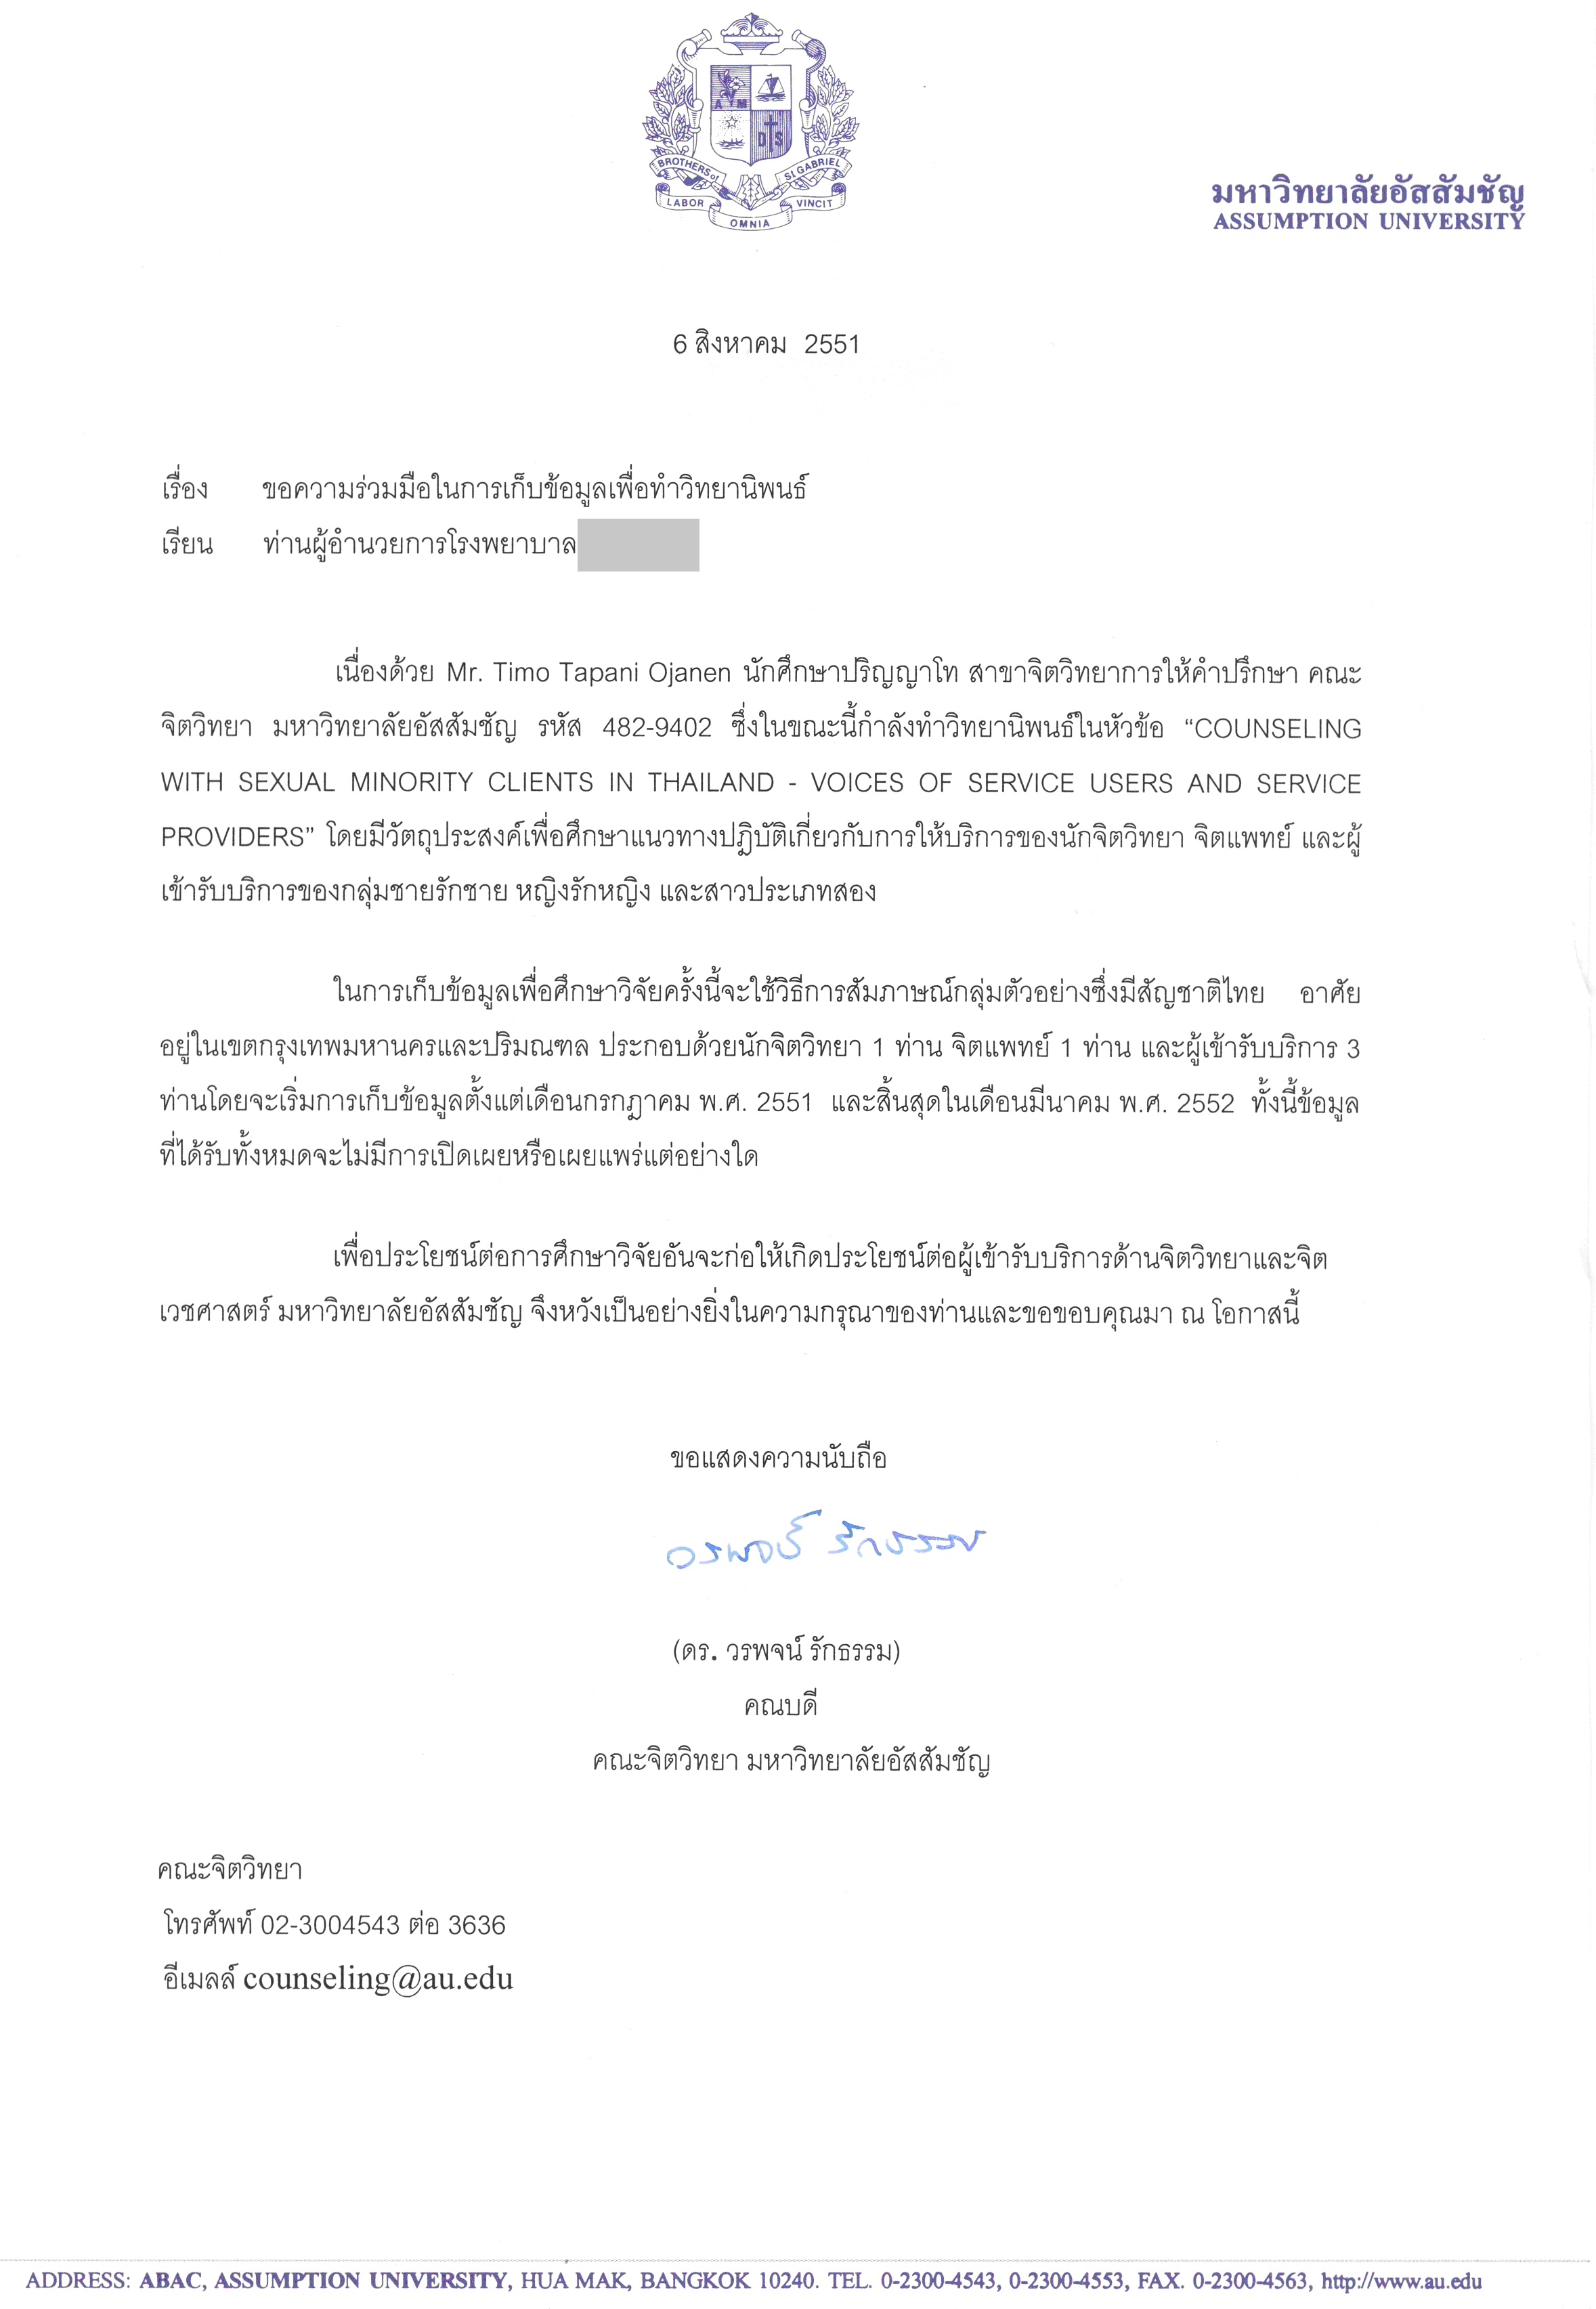 A M
D S
BROTHERS of ST. GABRIEL
LABOR OMNIA VINCIT
มหาวิทยาลัยอัสสัมชัญ
ASSUMPTION UNIVERSITY
6 สิงหาคม 2551
เรื่อง ขอความร่วมมือในการเก็บข้อมูลเพื่อทำวิทยานิพนธ์
เรียน ท่านผู้อำนวยการโรงพยาบาล
เนื่องด้วย Mr. Timo Tapani Ojanen นักศึกษาปริญญาโท สาขาจิตวิทยาการให้คำปรึกษา คณะ
จิตวิทยา มหาวิทยาลัยอัสสัมชัญ รหัส 482-9402 ซึ่งในขณะนี้กำลังทำวิทยานิพนธ์ในหัวข้อ “COUNSELING
WITH SEXUAL MINORITY CLIENTS IN THAILAND - VOICES OF SERVICE USERS AND SERVICE
PROVIDERS” โดยมีวัตถุประสงค์เพื่อศึกษาแนวทางปฏิบัติเกี่ยวกับการให้บริการของนักจิตวิทยา จิตแพทย์ และผู้
เข้ารับบริการของกลุ่มชายรักชาย หญิงรักหญิง และสาวประเภทสอง
ในการเก็บข้อมูลเพื่อศึกษาวิจัยครั้งนี้จะใช้วิธีการสัมภาษณ์กลุ่มตัวอย่างซึ่งมีสัญชาติไทย อาศัย
อยู่ในเขตกรุงเทพมหานครและปริมณฑล ประกอบด้วยนักจิตวิทยา 1 ท่าน จิตแพทย์ 1 ท่าน และผู้เข้ารับบริการ 3
ท่านโดยจะเริ่มการเก็บข้อมูลตั้งแต่เดือนกรกฎาคม พ.ศ. 2551 และสิ้นสุดในเดือนมีนาคม พ.ศ. 2552 ทั้งนี้ข้อมูล
ที่ได้รับทั้งหมดจะไม่มีการเปิดเผยหรือเผยแพร่แต่อย่างใด
เพื่อประโยชน์ต่อการศึกษาวิจัยอันจะก่อให้เกิดประโยชน์ต่อผู้เข้ารับบริการด้านจิตวิทยาและจิต
เวชศาสตร์ มหาวิทยาลัยอัสสัมชัญ จึงหวังเป็นอย่างยิ่งในความกรุณาของท่านและขอขอบคุณมา ณ โอกาสนี้
ขอแสดงความนับถือ
วรพจน์ รักธรรม
(ดร. วรพจน์ รักธรรม)
คณบดี
คณะจิตวิทยา มหาวิทยาลัยอัสสัมชัญ
คณะจิตวิทยา
โทรศัพท์ 02-3004543 ต่อ 3636
อีเมลล์ counseling@au.edu
ADDRESS: ABAC, ASSUMPTION UNIVERSITY, HUA MAK, BANGKOK 10240. TEL. 0-2300-4543, 0-2300-4553, FAX. 0-2300-4563, http://www.au.edu